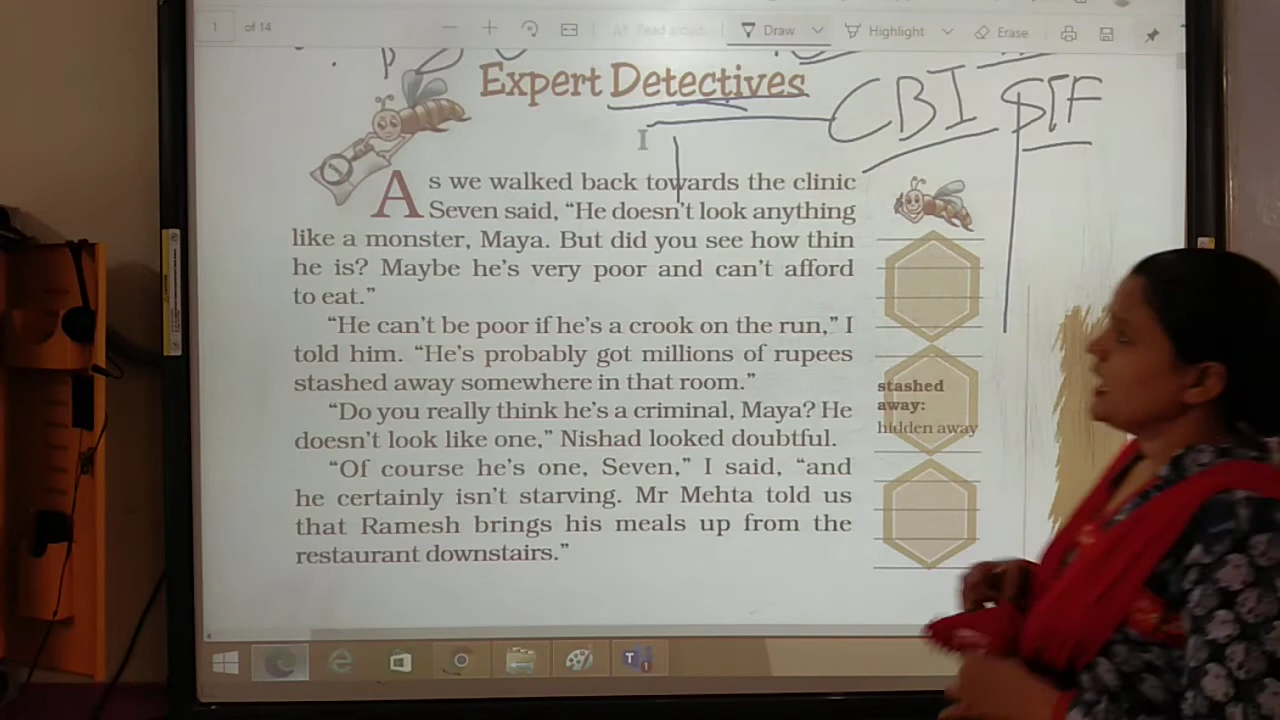 1 of 14 Read aloud Draw Highlight Erase
p
Expert Detectives
CBI STF
I
As we walked back towards the clinic
Seven said, “He doesn’t look anything
like a monster, Maya. But did you see how thin
he is? Maybe he’s very poor and can’t afford
to eat.”
“He can’t be poor if he’s a crook on the run,” I
told him. “He’s probably got millions of rupees
stashed away somewhere in that room.”
“Do you really think he’s a criminal, Maya? He
doesn’t look like one,” Nishad looked doubtful.
“Of course he’s one, Seven,” I said, “and
he certainly isn’t starving. Mr Mehta told us
that Ramesh brings his meals up from the
restaurant downstairs.”
stashed
away:
hidden away